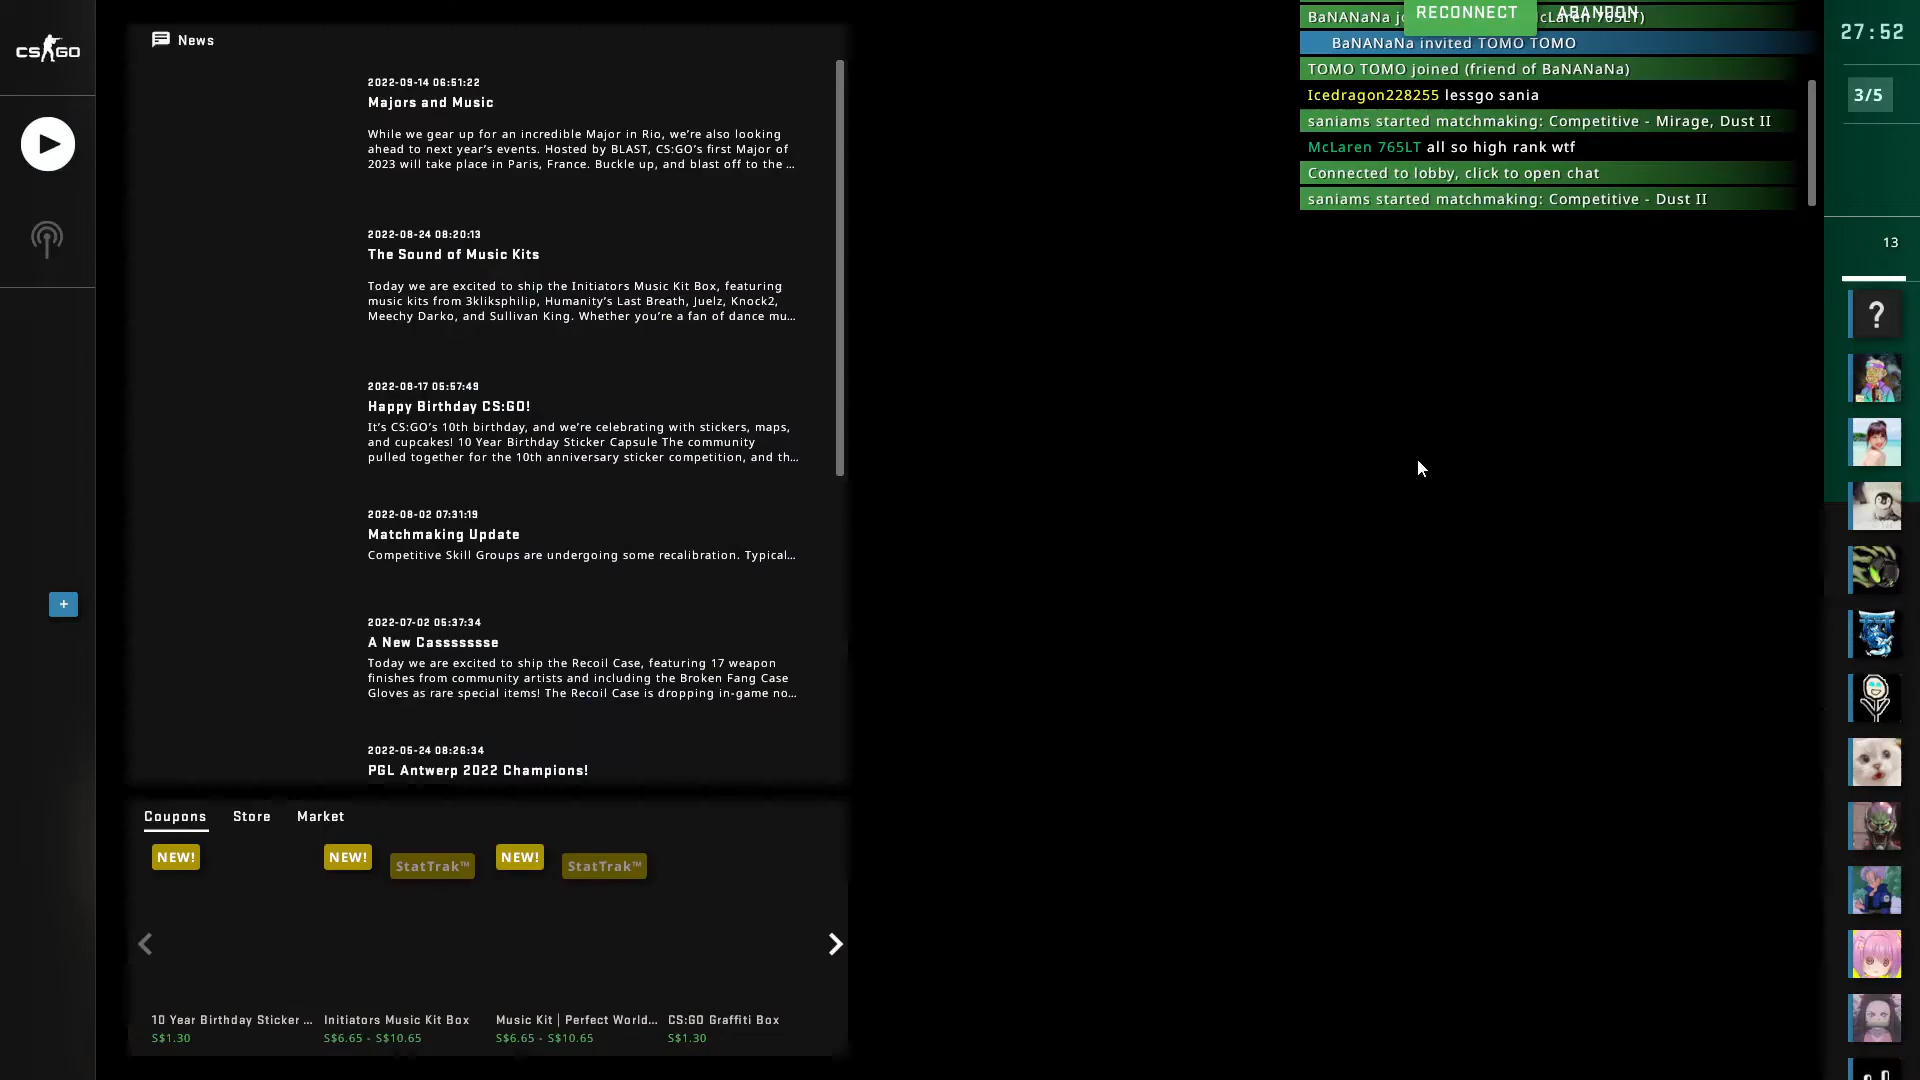 CS GO
News
2022-09-14 06:51:22
Majors and Music
While we gear up for an incredible Major in Rio, we’re also looking
ahead to next year’s events. Hosted by BLAST, CS:GO’s first Major of
2023 will take place in Paris, France. Buckle up, and blast off to the ...
2022-08-24 08:20:13
The Sound of Music Kits
Today we are excited to ship the Initiators Music Kit Box, featuring
music kits from 3kliksphilip, Humanity’s Last Breath, Juelz, Knock2,
Meechy Darko, and Sullivan King. Whether you’re a fan of dance mu...
2022-08-17 05:57:49
Happy Birthday CS:GO!
It’s CS:GO’s 10th birthday, and we’re celebrating with stickers, maps,
and cupcakes! 10 Year Birthday Sticker Capsule The community
pulled together for the 10th anniversary sticker competition, and th...
2022-08-02 07:31:19
Matchmaking Update
Competitive Skill Groups are undergoing some recalibration. Typical...
2022-07-02 05:37:34
A New Casssssssse
Today we are excited to ship the Recoil Case, featuring 17 weapon
finishes from community artists and including the Broken Fang Case
Gloves as rare special items! The Recoil Case is dropping in-game no...
2022-05-24 08:26:34
PGL Antwerp 2022 Champions!
Coupons Store Market
NEW! NEW! StatTrak™ NEW! StatTrak™
10 Year Birthday Sticker ... Initiators Music Kit Box Music Kit | Perfect World... CS:GO Graffiti Box
S$1.30 S$6.65 - S$10.65 S$6.65 - S$10.65 S$1.30
RECONNECT ABANDON
BaNANaNa McLaren 765LT)
BaNANaNa invited TOMO TOMO
TOMO TOMO joined (friend of BaNANaNa)
Icedragon228255 lessgo sania
saniams started matchmaking: Competitive - Mirage, Dust II
McLaren 765LT all so high rank wtf
Connected to lobby, click to open chat
saniams started matchmaking: Competitive - Dust II
27:52
3/5
13
?